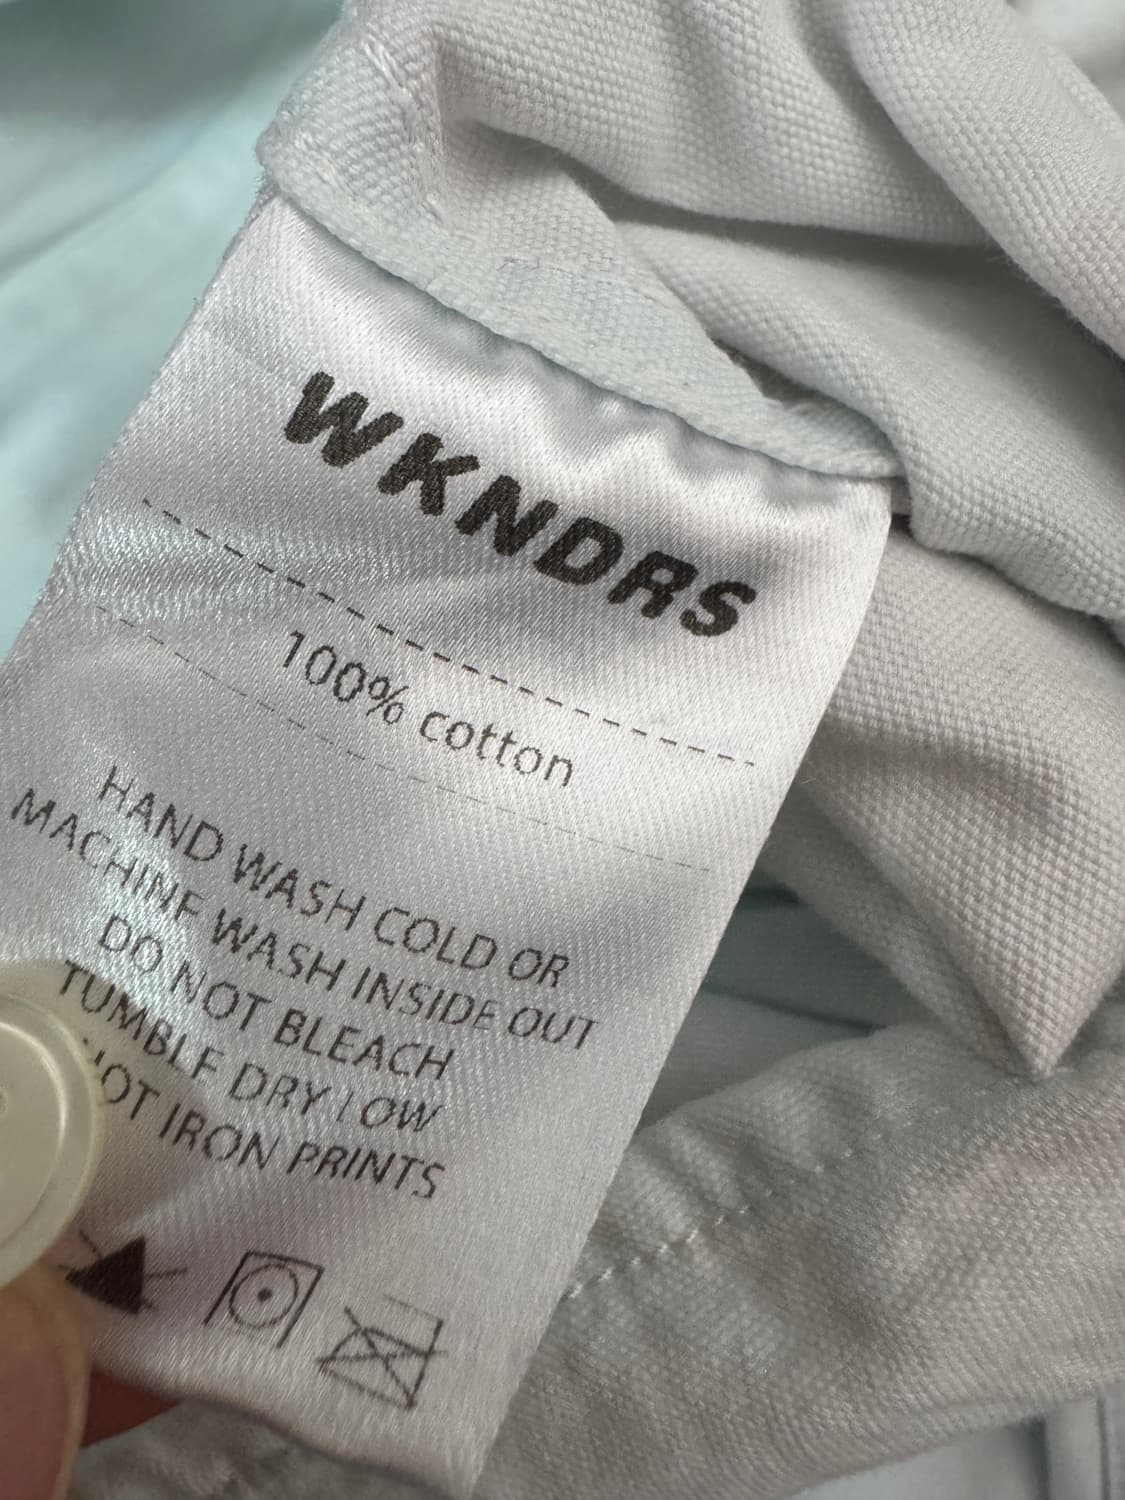 WKNDRS
100% cotton
HAND WASH COLD OR
MACHINE WASH INSIDE OUT
DO NOT BLEACH
TUMBLE DRY LOW
NOT IRON PRINTS